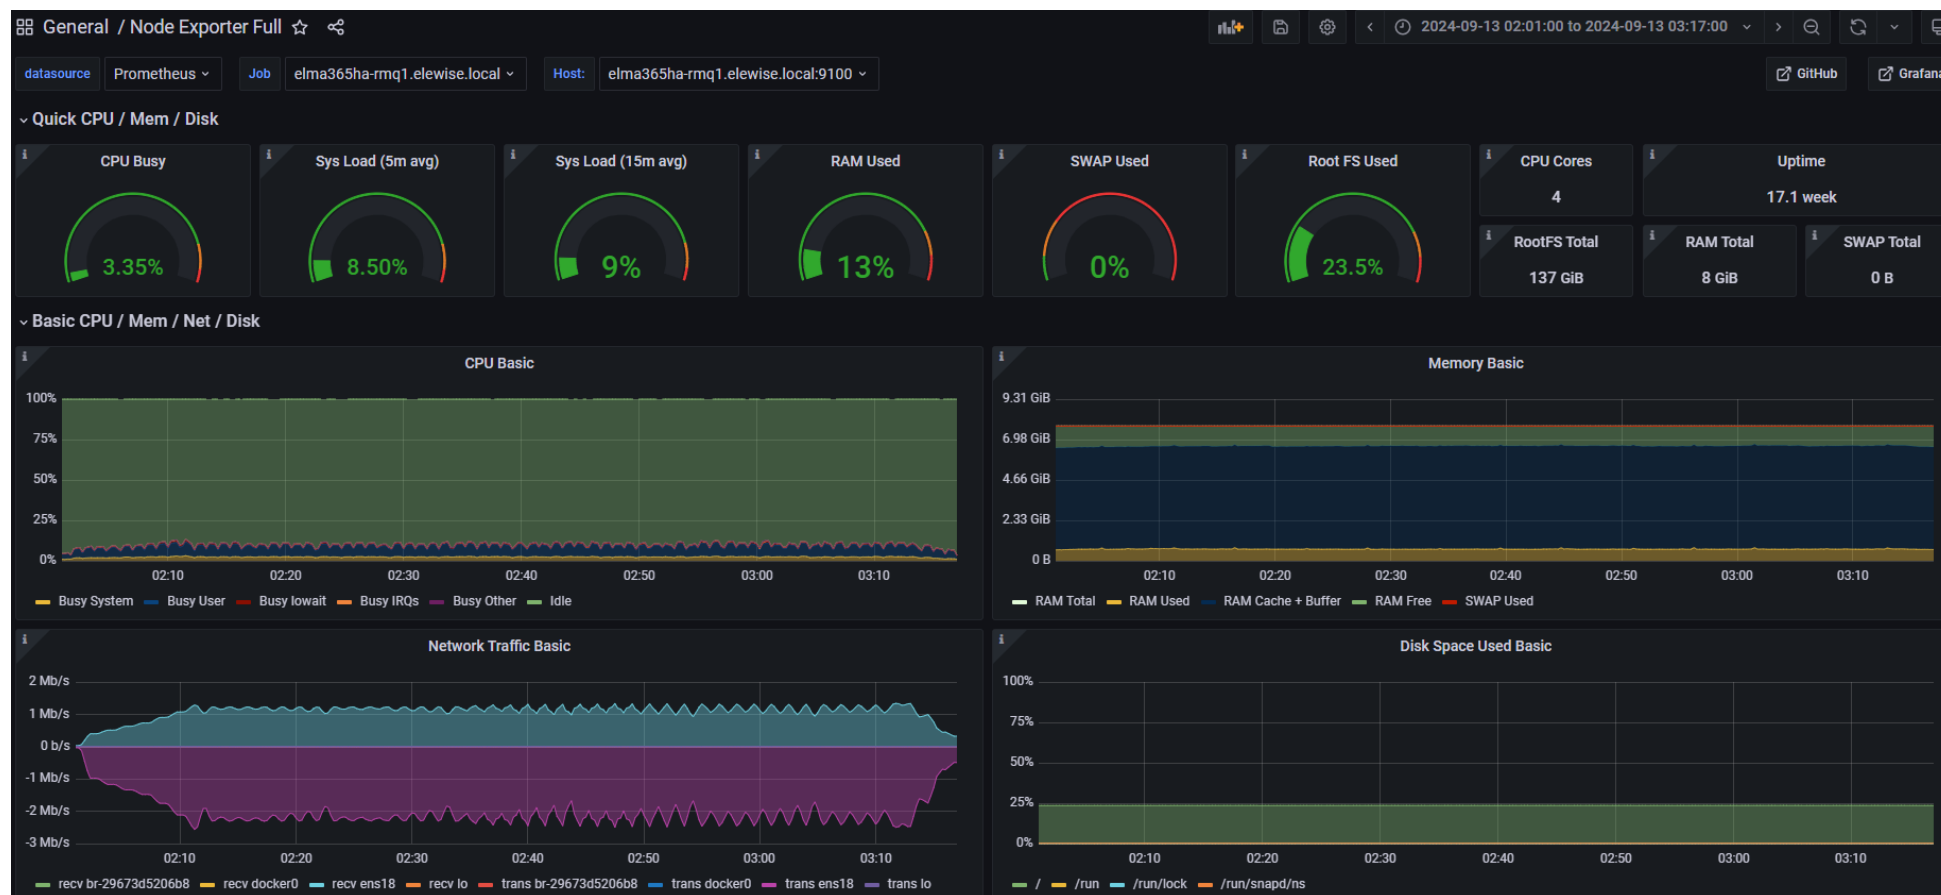 General / Node Exporter Full
2024-09-13 02:01:00 to 2024-09-13 03:17:00
datasource Prometheus Job elma365ha-rmq1.elewise.local Host: elma365ha-rmq1.elewise.local:9100 GitHub Grafana
Quick CPU / Mem / Disk
CPU Busy
3.35%
Sys Load (5m avg)
8.50%
Sys Load (15m avg)
9%
RAM Used
13%
SWAP Used
0%
Root FS Used
23.5%
CPU Cores
4
Uptime
17.1 week
RootFS Total
137 GiB
RAM Total
8 GiB
SWAP Total
0 B
Basic CPU / Mem / Net / Disk
CPU Basic
100%
75%
50%
25%
0%
02:10 02:20 02:30 02:40 02:50 03:00 03:10
Busy System Busy User Busy Iowait Busy IRQs Busy Other Idle
Memory Basic
9.31 GiB
6.98 GiB
4.66 GiB
2.33 GiB
0 B
02:10 02:20 02:30 02:40 02:50 03:00 03:10
RAM Total RAM Used RAM Cache + Buffer RAM Free SWAP Used
Network Traffic Basic
2 Mb/s
1 Mb/s
0 b/s
-1 Mb/s
-2 Mb/s
-3 Mb/s
02:10 02:20 02:30 02:40 02:50 03:00 03:10
recv br-29673d5206b8 recv docker0 recv ens18 recv lo trans br-29673d5206b8 trans docker0 trans ens18 trans lo
Disk Space Used Basic
100%
75%
50%
25%
0%
02:10 02:20 02:30 02:40 02:50 03:00 03:10
/ /run /run/lock /run/snapd/ns